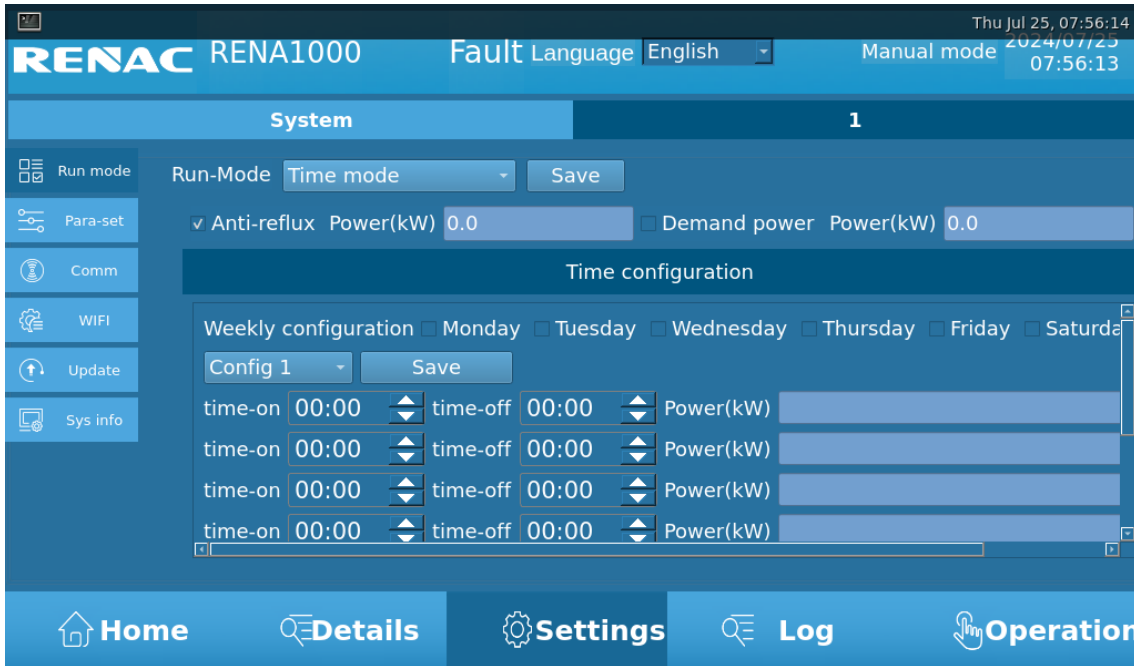 Thu Jul 25, 07:56:14
RENAC RENA1000 Fault Language English Manual mode 2024/07/25
07:56:13
System 1
Run mode
Run-Mode Time mode Save
Para-set
Anti-reflux Power(kW) 0.0 Demand power Power(kW) 0.0
Comm
Time configuration
WIFI
Weekly configuration Monday Tuesday Wednesday Thursday Friday Saturda
Update
Config 1 Save
time-on 00:00 time-off 00:00 Power(kW)
Sys info
time-on 00:00 time-off 00:00 Power(kW)
time-on 00:00 time-off 00:00 Power(kW)
time-on 00:00 time-off 00:00 Power(kW)
Home Details Settings Log Operation